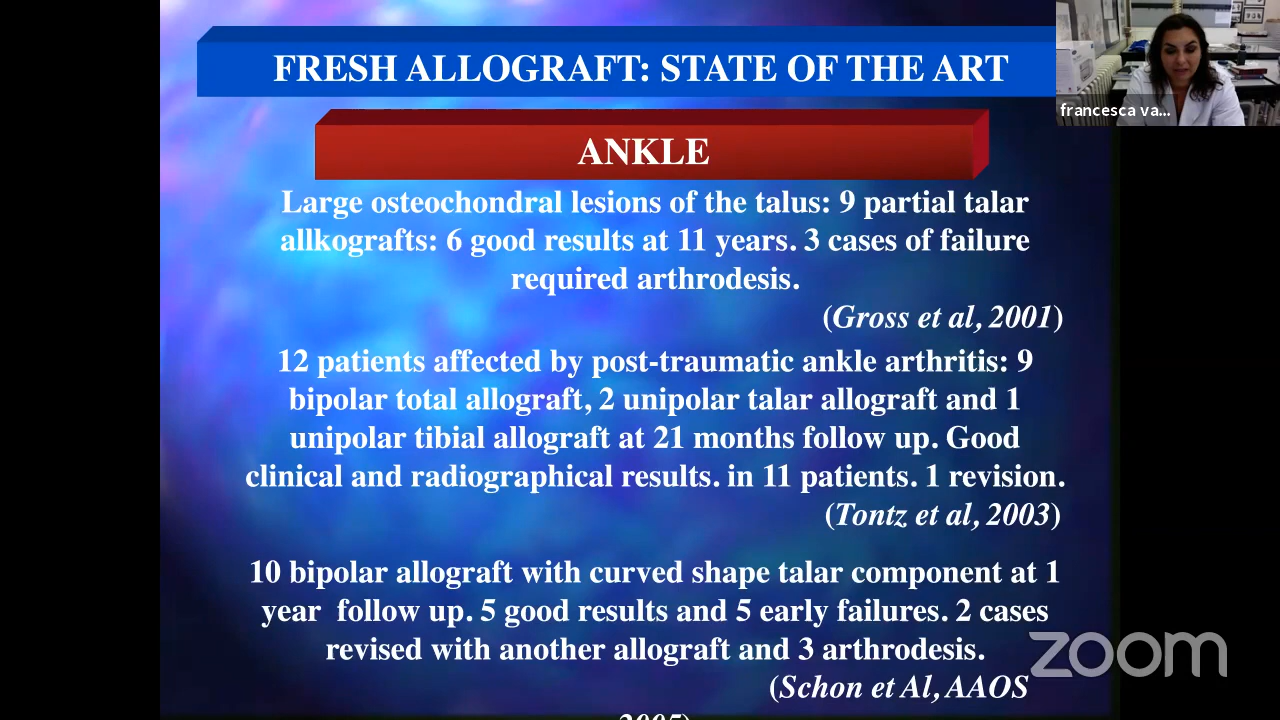 FRESH ALLOGRAFT: STATE OF THE ART
francesca va...
ANKLE
Large osteochondral lesions of the talus: 9 partial talar
allkografts: 6 good results at 11 years. 3 cases of failure
required arthrodesis.
(Gross et al, 2001)
12 patients affected by post-traumatic ankle arthritis: 9
bipolar total allograft, 2 unipolar talar allograft and 1
unipolar tibial allograft at 21 months follow up. Good
clinical and radiographical results. in 11 patients. 1 revision.
(Tontz et al, 2003)
10 bipolar allograft with curved shape talar component at 1
year follow up. 5 good results and 5 early failures. 2 cases
revised with another allograft and 3 arthrodesis.
(Schon et Al, AAOS
2005)
zoom